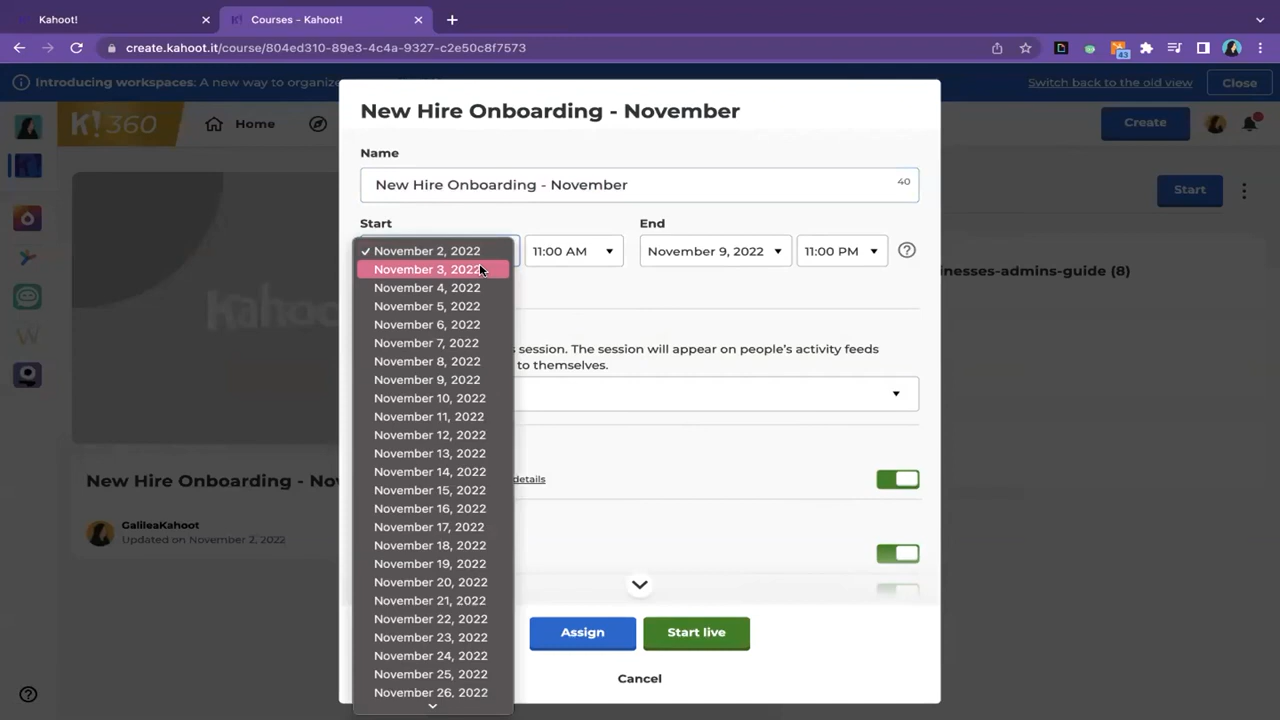 Kahoot!
Courses - Kahoot!
create.kahoot.it/course/804ed310-89e3-4c4a-9327-c2e50c8f7573
Introducing workspaces: A new way to organiz
Switch back to the old view
Close
K! 360
Home
Create
New Hire Onboarding - November
Name
New Hire Onboarding - November
40
Start
Start
End
November 2, 2022
11:00 AM
November 9, 2022
11:00 PM
November 3, 2022
inesses-admins-guide (8)
November 4, 2022
November 5, 2022
November 6, 2022
November 7, 2022
s session. The session will appear on people's activity feeds
November 8, 2022
to themselves.
November 9, 2022
November 10, 2022
November 11, 2022
November 12, 2022
November 13, 2022
November 14, 2022
details
New Hire Onboarding - Nov
November 15, 2022
November 16, 2022
GalileaKahoot
November 17, 2022
Updated on November 2, 2022
November 18, 2022
November 19, 2022
November 20, 2022
November 21, 2022
November 22, 2022
Assign
Start live
November 23, 2022
November 24, 2022
November 25, 2022
Cancel
November 26, 2022